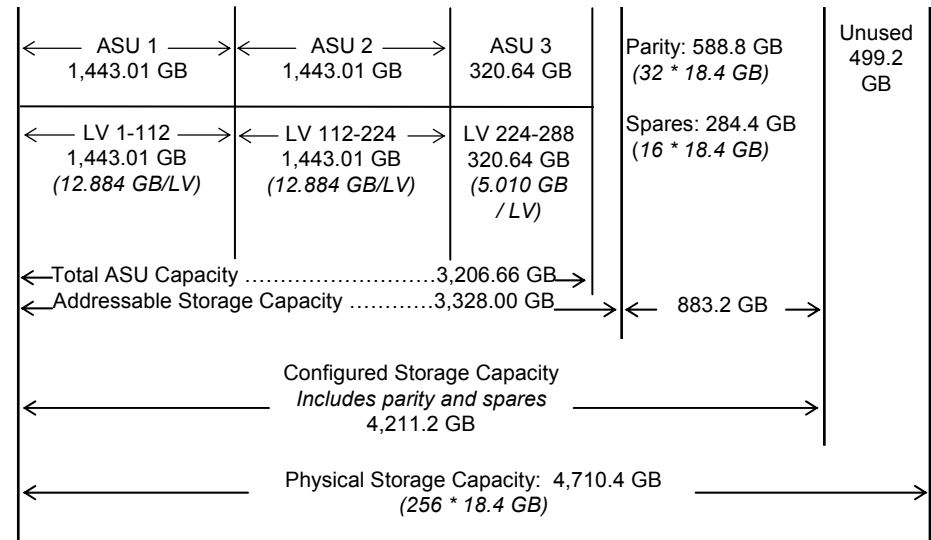 ASU 1
1,443.01 GB
ASU 2
1,443.01 GB
ASU 3
320.64 GB
Parity: 588.8 GB
(32 * 18.4 GB)
Spares: 284.4 GB
(16 * 18.4 GB)
Unused
499.2
GB
LV 1-112
1,443.01 GB
(12.884 GB/LV)
LV 112-224
1,443.01 GB
(12.884 GB/LV)
LV 224-288
320.64 GB
(5.010 GB
/ LV)
Total ASU Capacity ............................3,206.66 GB
Addressable Storage Capacity ............3,328.00 GB
883.2 GB
Configured Storage Capacity
Includes parity and spares
4,211.2 GB
Physical Storage Capacity: 4,710.4 GB
(256 * 18.4 GB)